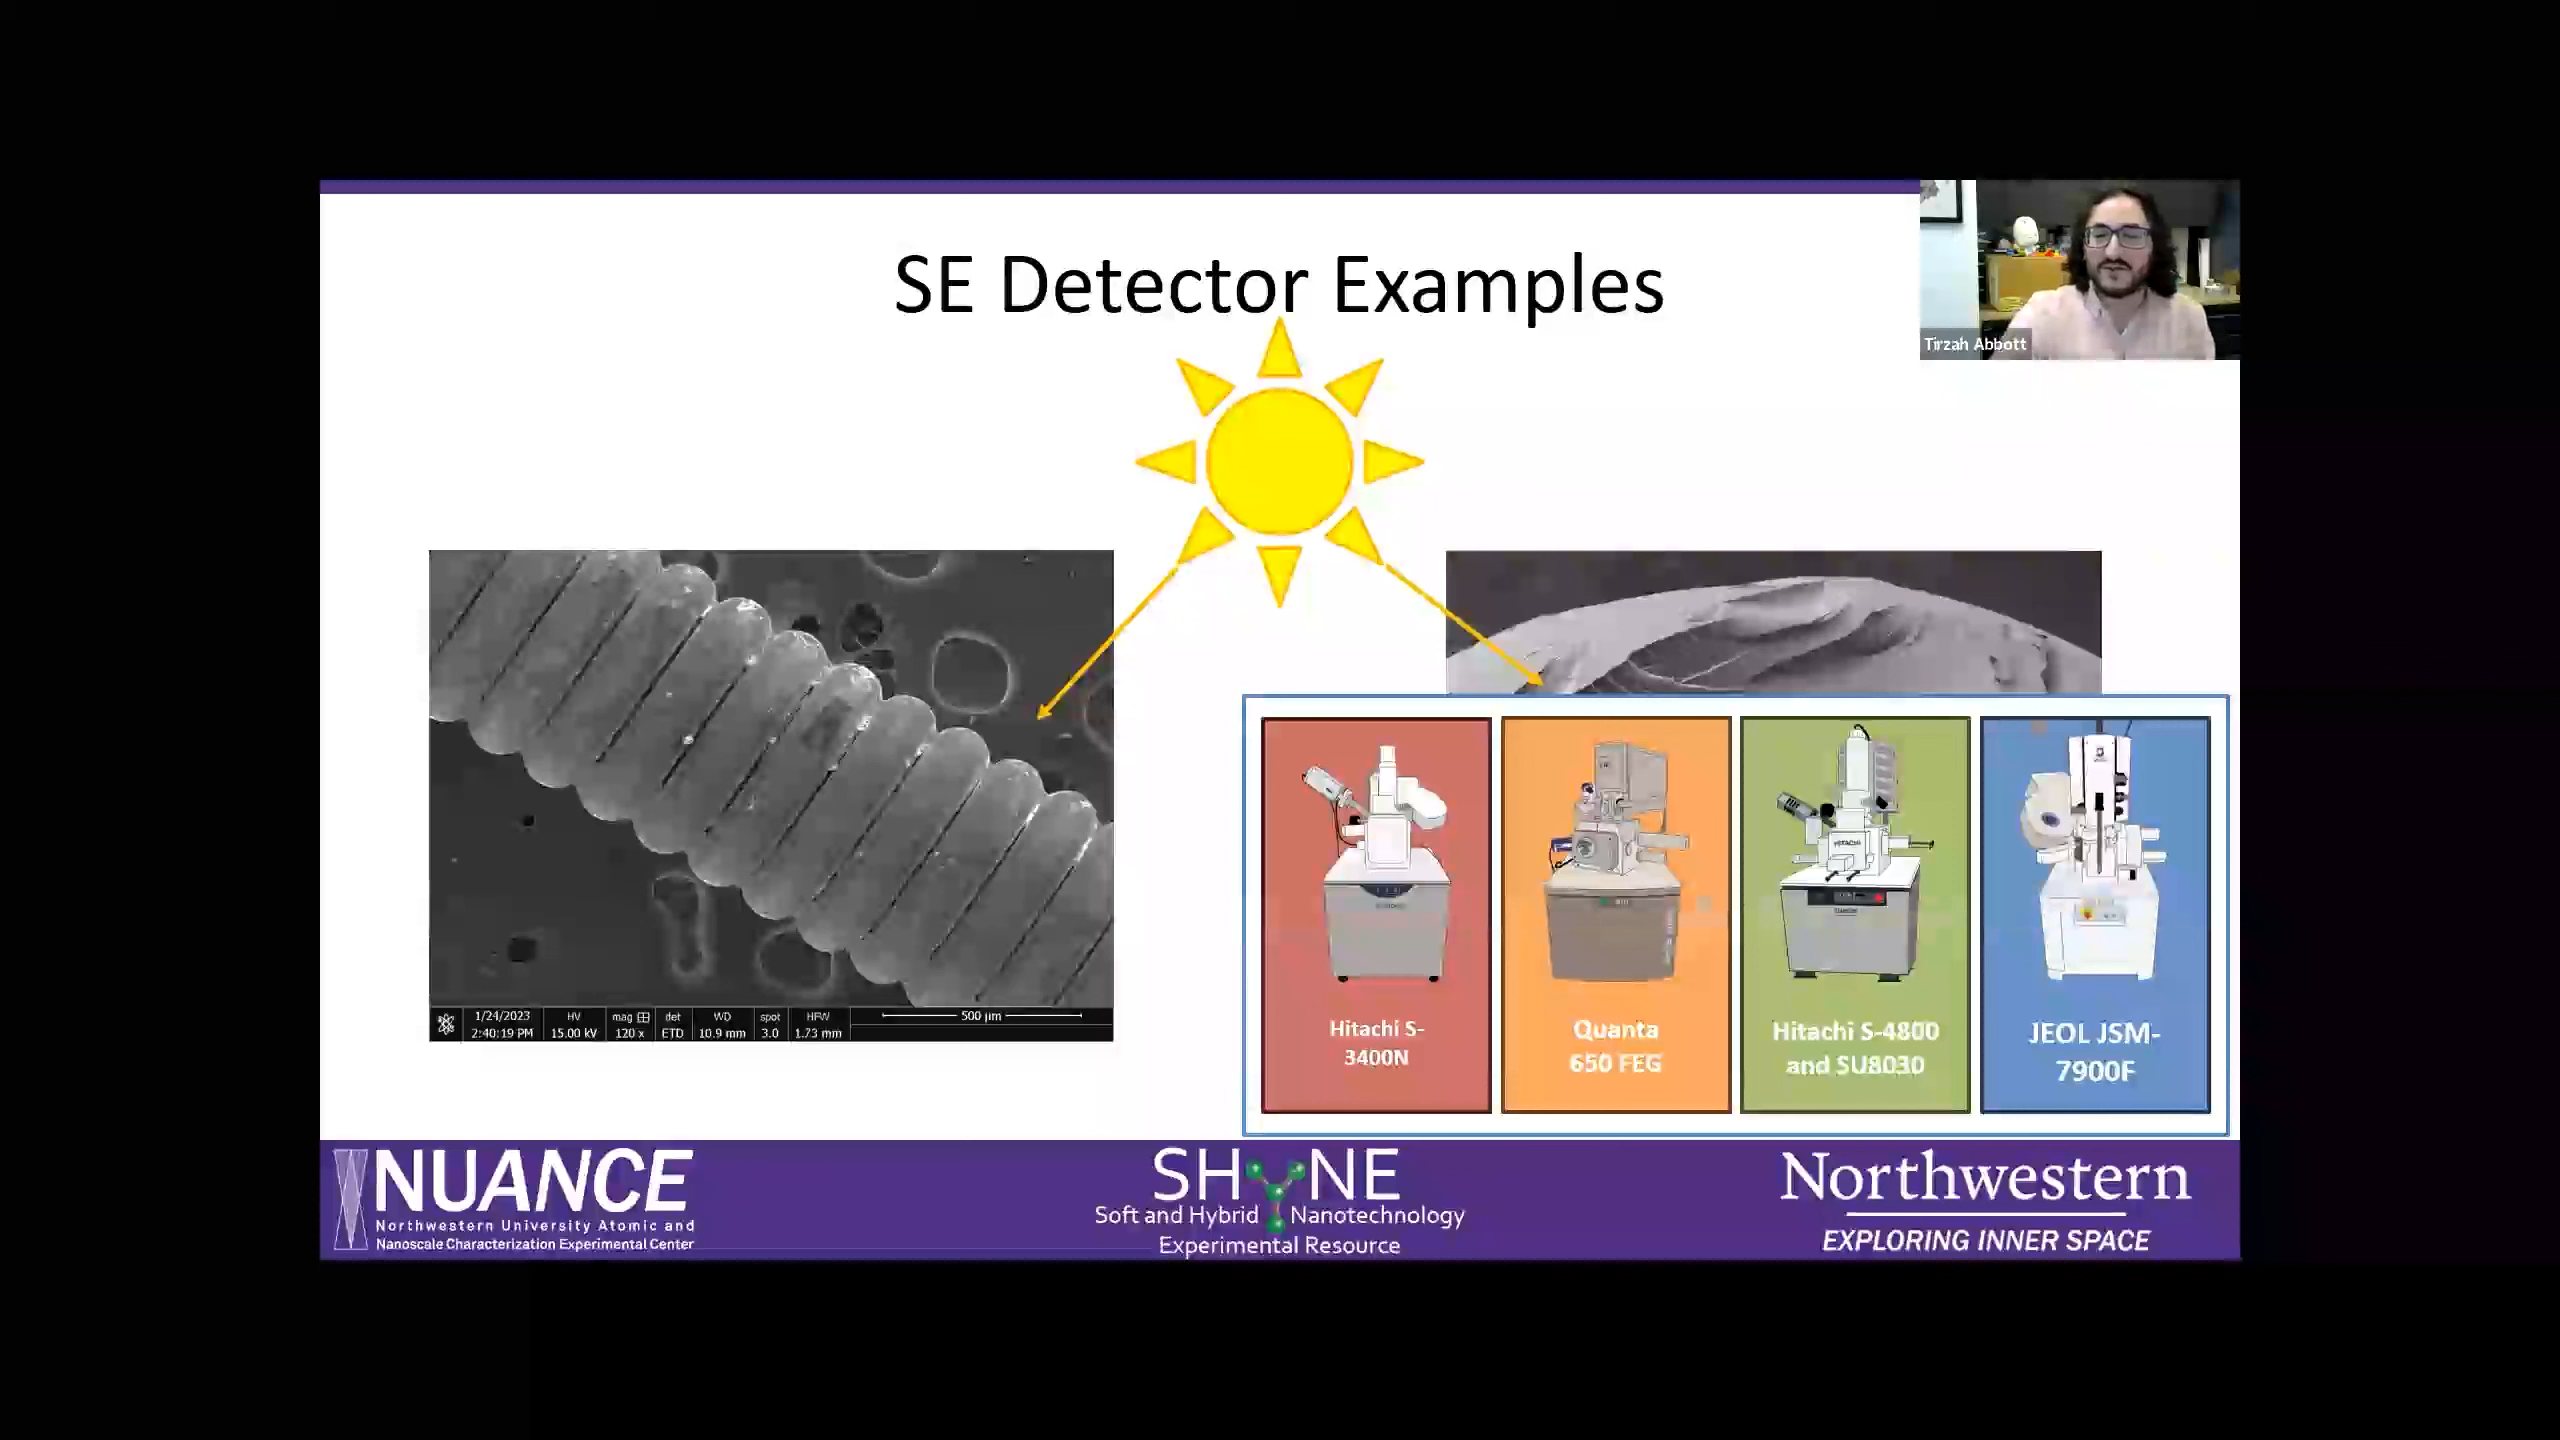 SE Detector Examples
Tirzah Abbott
1/24/2023 HV mag det WD spot HFW 500 µm
2:40:19 PM 15.00 kV 120 x ETD 10.9 mm 3.0 1.73 mm
Hitachi S-
3400N
Quanta
650 FEG
HITACHI
Hitachi S-4800
and SU8030
JEOL JSM-
7900F
NUANCE
Northwestern University Atomic and
Nanoscale Characterization Experimental Center
SHYNE
Soft and Hybrid Nanotechnology
Experimental Resource
Northwestern
EXPLORING INNER SPACE